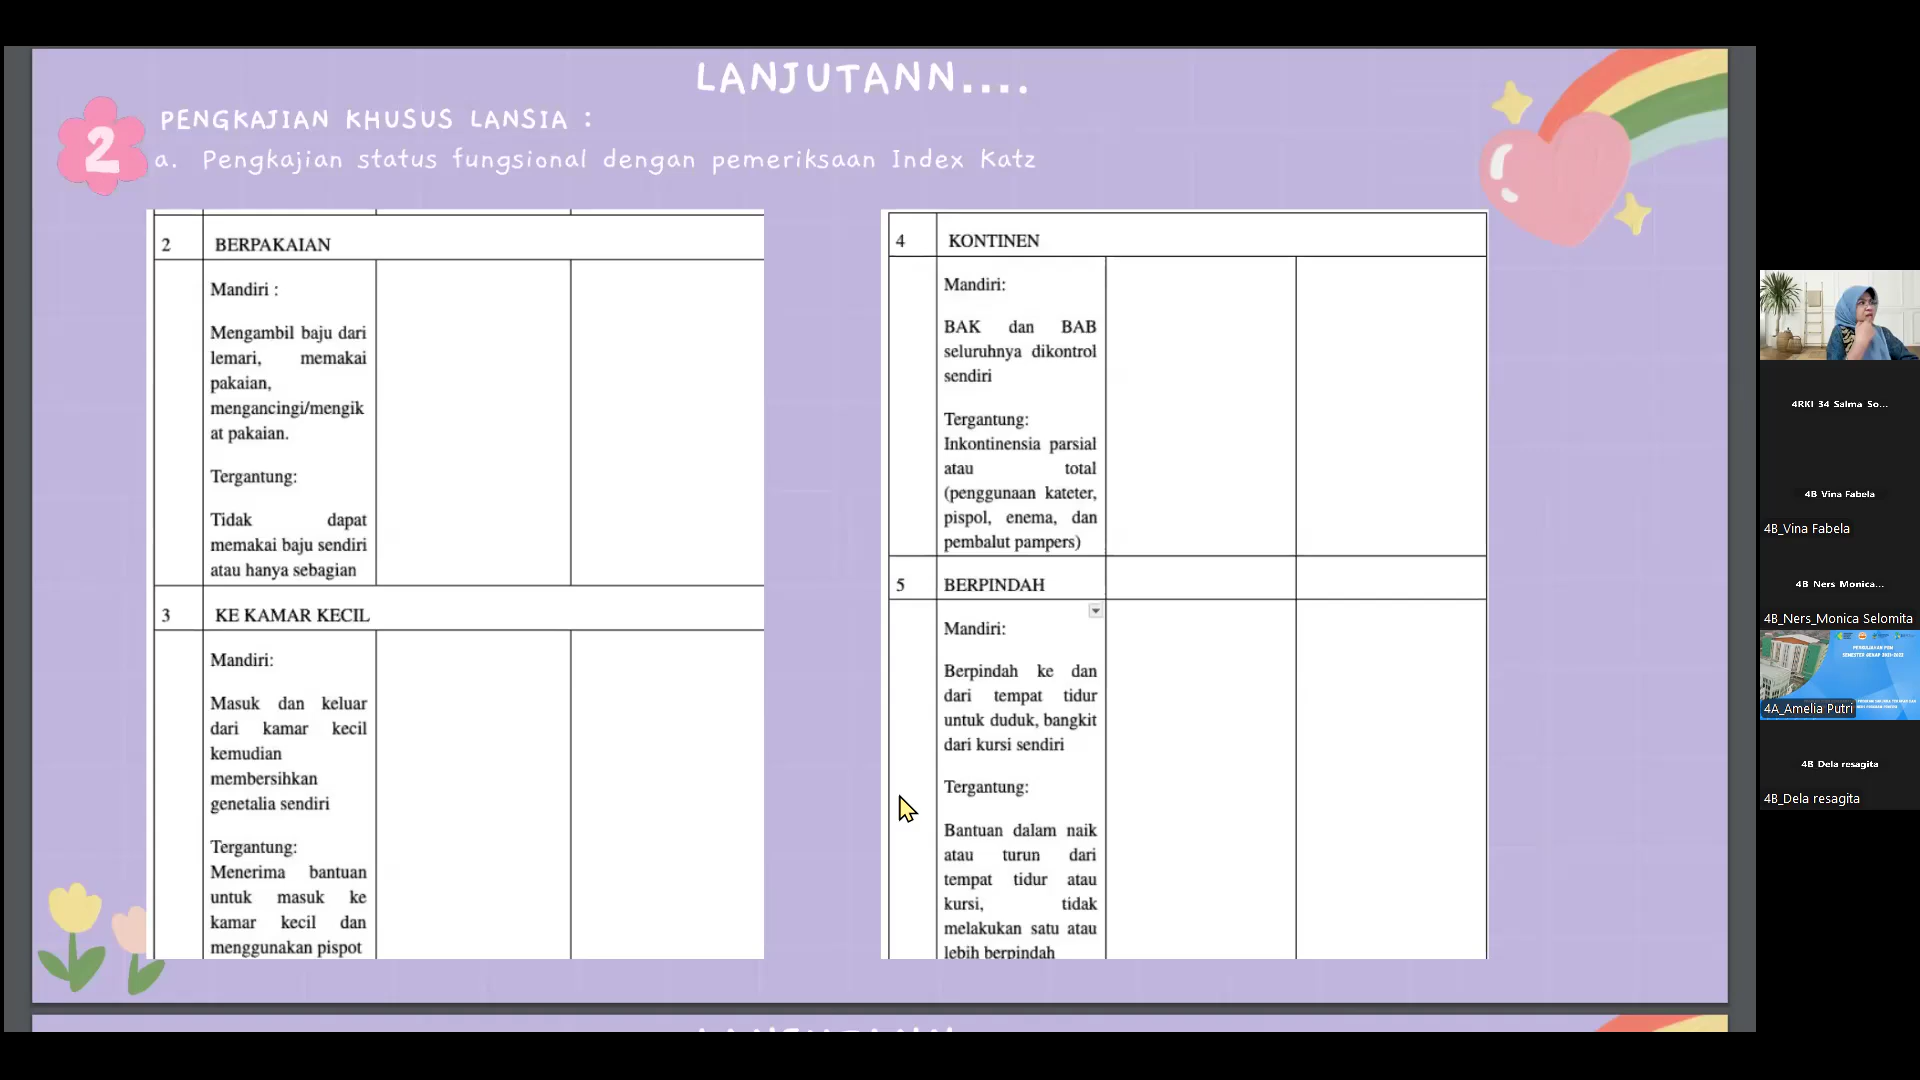 LANJUTANN....
2
PENGKAJIAN KHUSUS LANSIA :
a. Pengkajian status fungsional dengan pemeriksaan Index Katz
2 BERPAKAIAN
Mandiri :
Mengambil baju dari
lemari, memakai
pakaian,
mengancingi/mengik
at pakaian.
Tergantung:
Tidak dapat
memakai baju sendiri
atau hanya sebagian
3 KE KAMAR KECIL
Mandiri:
Masuk dan keluar
dari kamar kecil
kemudian
membersihkan
genetalia sendiri
Tergantung:
Menerima bantuan
untuk masuk ke
kamar kecil dan
menggunakan pispot
4 KONTINEN
Mandiri:
BAK dan BAB
seluruhnya dikontrol
sendiri
Tergantung:
Inkontinensia parsial
atau total
(penggunaan kateter,
pispol, enema, dan
pembalut pampers)
5 BERPINDAH
Mandiri:
Berpindah ke dan
dari tempat tidur
untuk duduk, bangkit
dari kursi sendiri
Tergantung:
Bantuan dalam naik
atau turun dari
tempat tidur atau
kursi, tidak
melakukan satu atau
lebih berpindah
4RKI 34 Salma So...
4B Vina Fabela
4B_Vina Fabela
4B Ners Monica...
4B_Ners_Monica Selomita
SEMESTER GENAP 2021-2022
4A_Amelia Putri
4B Dela resagita
4B_Dela resagita